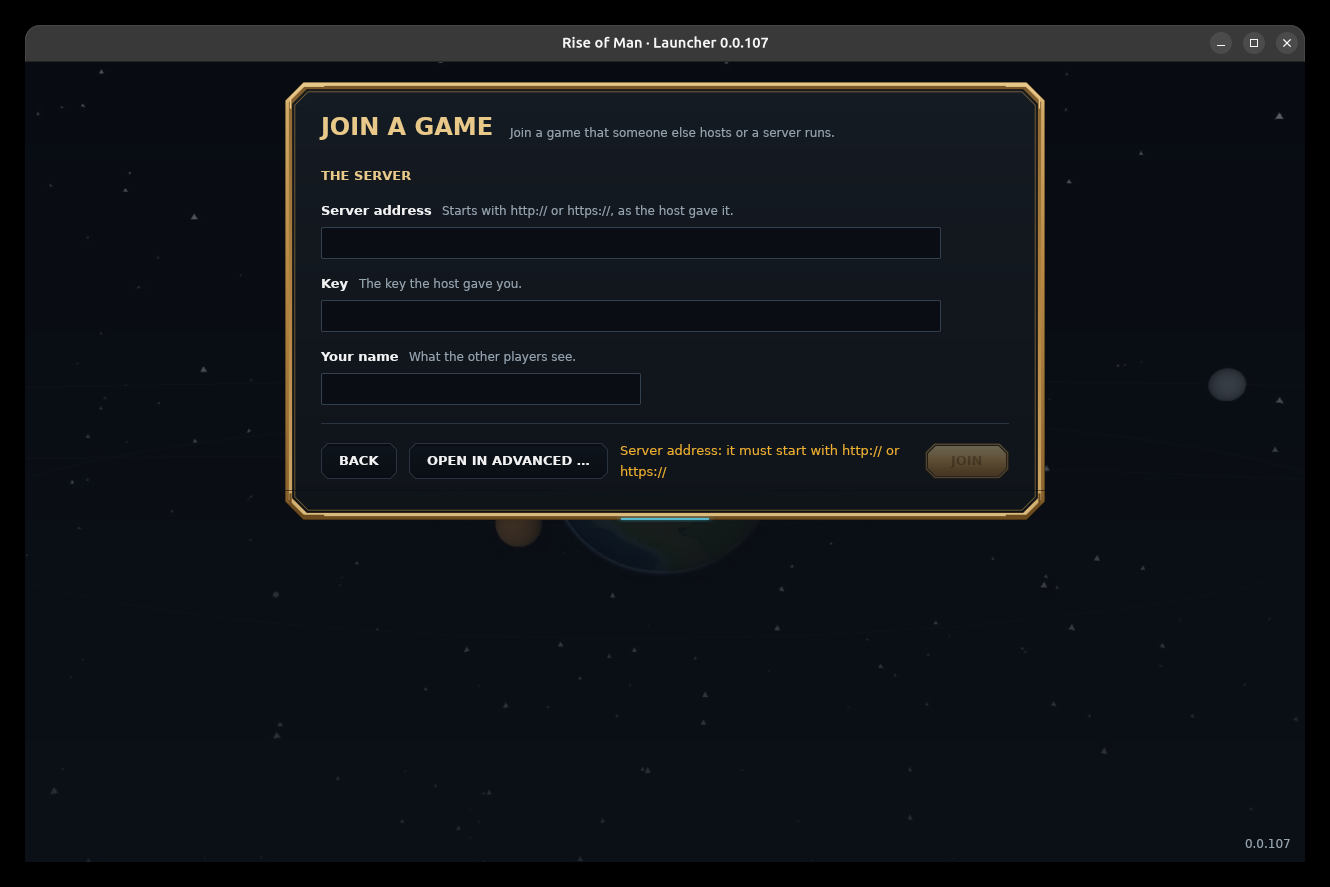 Rise of Man · Launcher 0.0.107
JOIN A GAME Join a game that someone else hosts or a server runs.
THE SERVER
Server address Starts with http:// or https://, as the host gave it.
Key The key the host gave you.
Your name What the other players see.
BACK OPEN IN ADVANCED ... Server address: it must start with http:// or
https://
JOIN
0.0.107